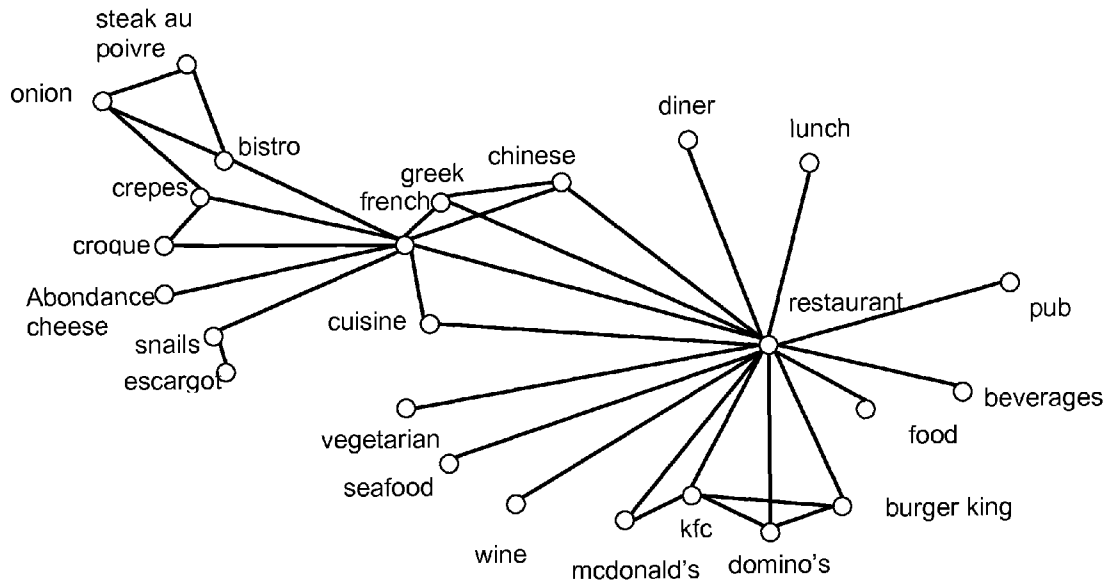 steak au
poivre
onion
diner
lunch
bistro
chinese
greek
crepes
french
croque
Abondance
cheese
restaurant
pub
cuisine
snails
escargot
beverages
vegetarian
food
seafood
burger king
kfc
wine
mcdonald's
domino's